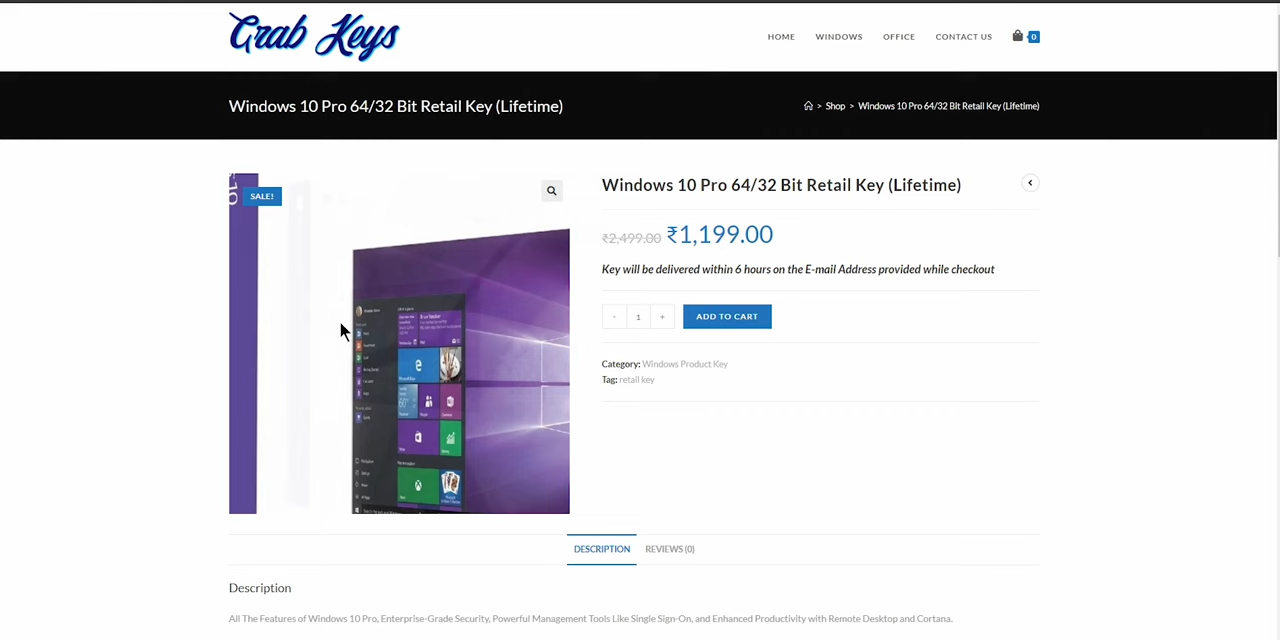 Grab Keys
HOME WINDOWS OFFICE CONTACT US 0
Windows 10 Pro 64/32 Bit Retail Key (Lifetime)
> Shop > Windows 10 Pro 64/32 Bit Retail Key (Lifetime)
SALE!
Windows 10 Pro 64/32 Bit Retail Key (Lifetime)
₹2,499.00 ₹1,199.00
Key will be delivered within 6 hours on the E-mail Address provided while checkout
- 1 + ADD TO CART
Category: Windows Product Key
Tag: retail key
DESCRIPTION REVIEWS (0)
Description
All The Features of Windows 10 Pro, Enterprise-Grade Security, Powerful Management Tools Like Single Sign-On, and Enhanced Productivity with Remote Desktop and Cortana.